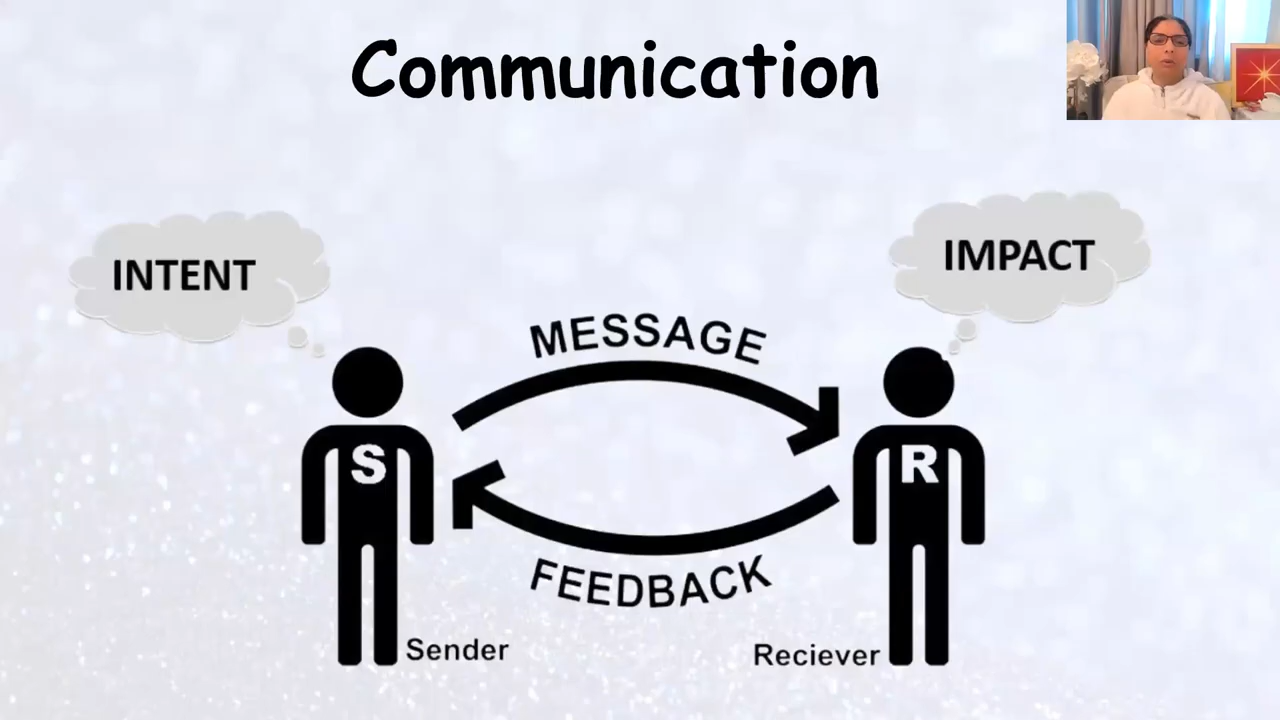 Communication
INTENT
IMPACT
MESSAGE
S
R
FEEDBACK
Sender
Reciever